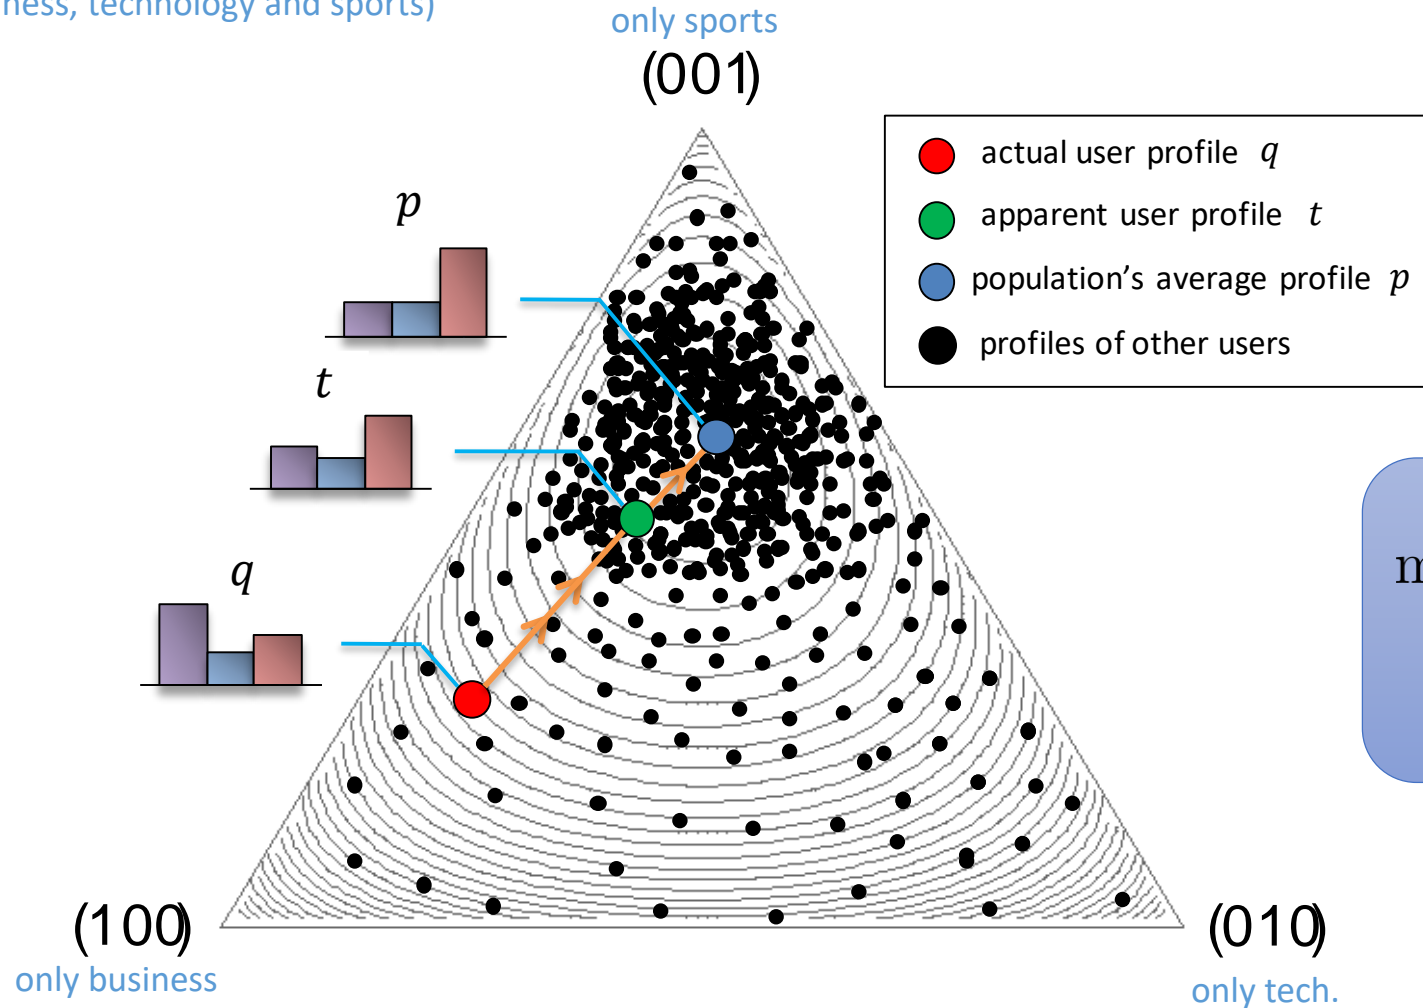 ness, technology and sports)
only sports
(001)
actual user profile q
apparent user profile t
population's average profile p
profiles of other users
p
t
q
m
(100)
only business
(010)
only tech.